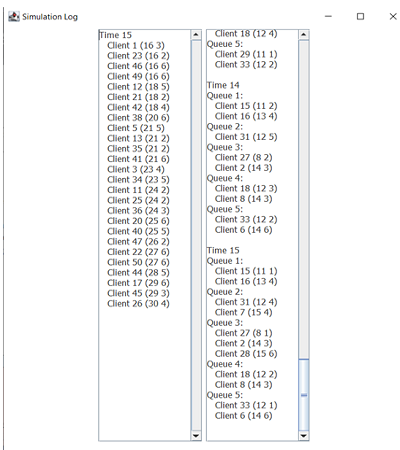 Simulation Log
Time 15
Client 1 (16 3)
Client 23 (16 2)
Client 46 (16 6)
Client 49 (16 6)
Client 12 (18 5)
Client 21 (18 2)
Client 42 (18 4)
Client 38 (20 6)
Client 5 (21 5)
Client 13 (21 2)
Client 35 (21 2)
Client 41 (21 6)
Client 3 (23 4)
Client 34 (23 5)
Client 11 (24 2)
Client 25 (24 2)
Client 36 (24 3)
Client 20 (25 6)
Client 40 (25 5)
Client 47 (26 2)
Client 22 (27 6)
Client 50 (27 6)
Client 44 (28 5)
Client 17 (29 6)
Client 45 (29 3)
Client 26 (30 4)
Client 18 (12 4)
Queue 5:
Client 29 (11 1)
Client 33 (12 2)
Time 14
Queue 1:
Client 15 (11 2)
Client 16 (13 4)
Queue 2:
Client 31 (12 5)
Queue 3:
Client 27 (8 2)
Client 2 (14 3)
Queue 4:
Client 18 (12 3)
Client 8 (14 3)
Queue 5:
Client 33 (12 2)
Client 6 (14 6)
Time 15
Queue 1:
Client 15 (11 1)
Client 16 (13 4)
Queue 2:
Client 31 (12 4)
Client 7 (15 4)
Queue 3:
Client 27 (8 1)
Client 2 (14 3)
Client 28 (15 6)
Queue 4:
Client 18 (12 2)
Client 8 (14 3)
Queue 5:
Client 33 (12 1)
Client 6 (14 6)